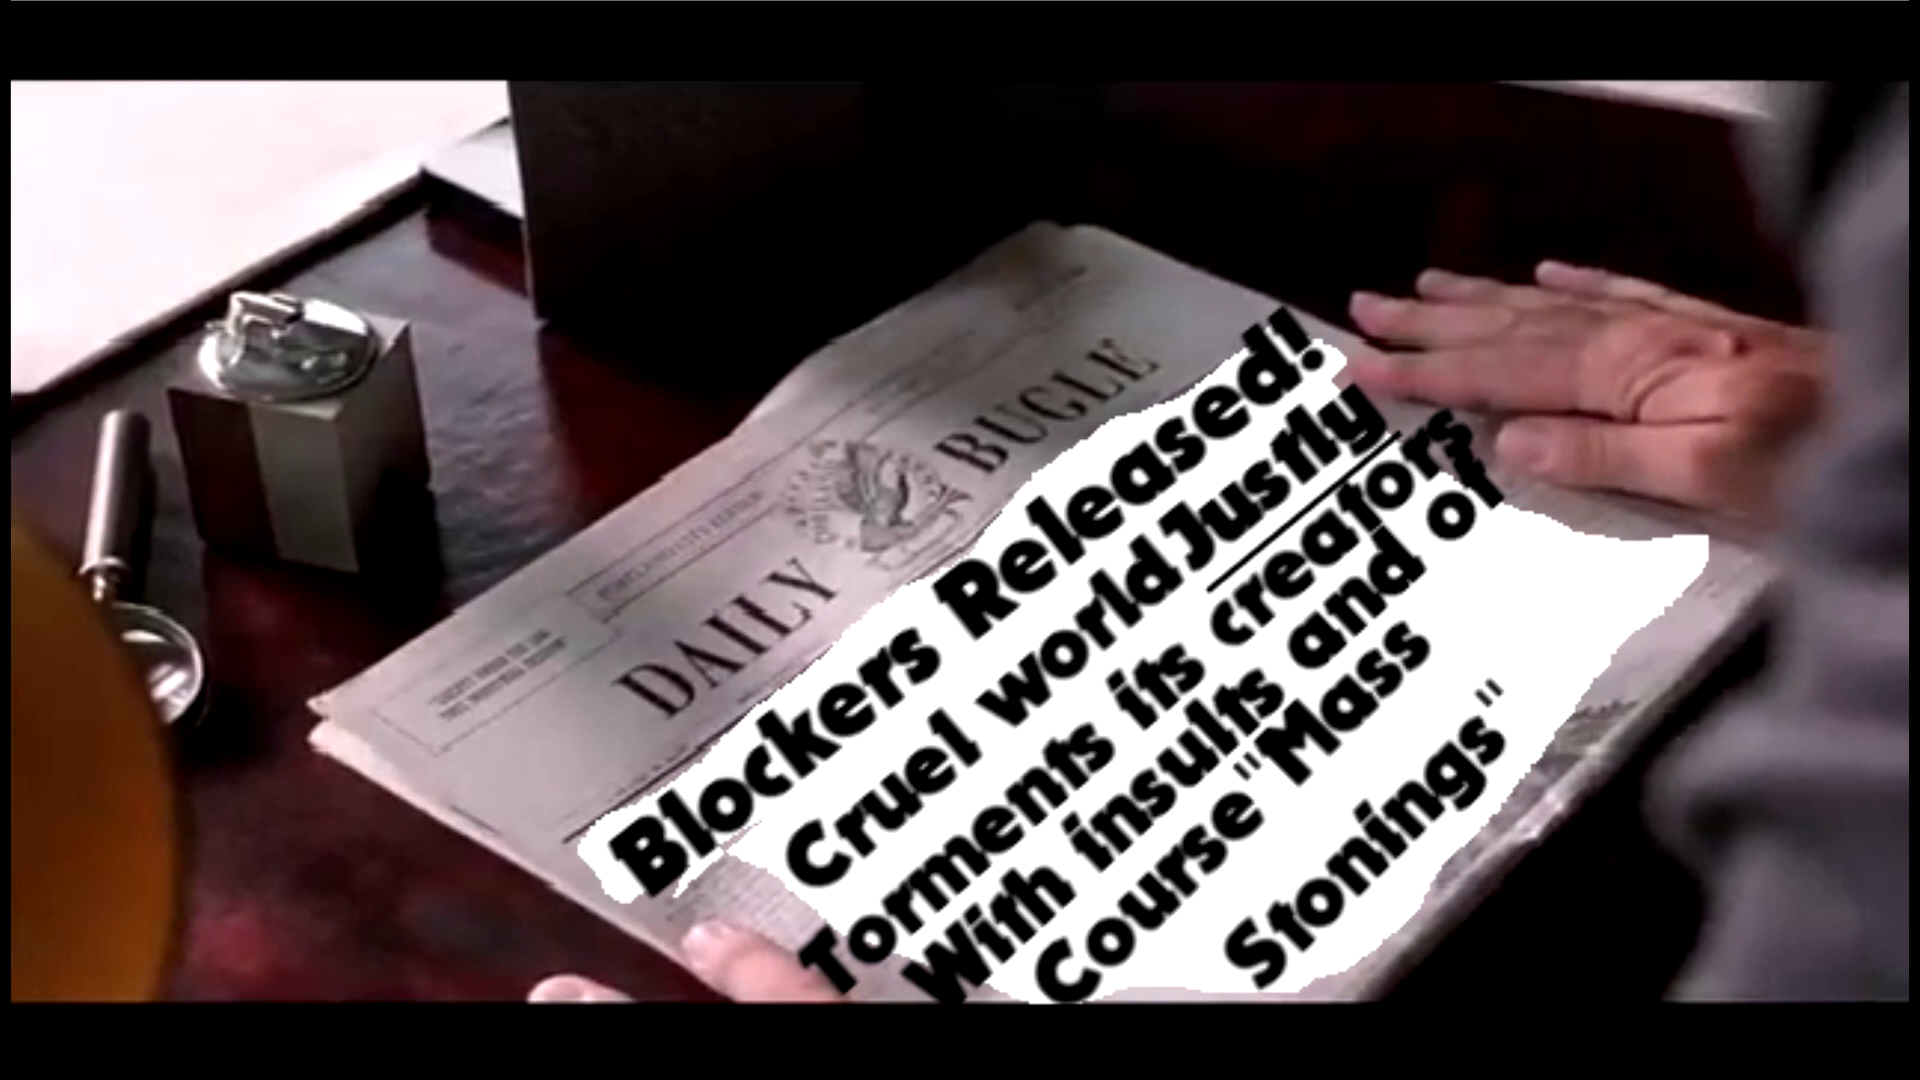 DAILY BUGLE
Blockers Released!
Cruel world Justly
Torments its creators
With insults and of
Course "Mass
Stonings"